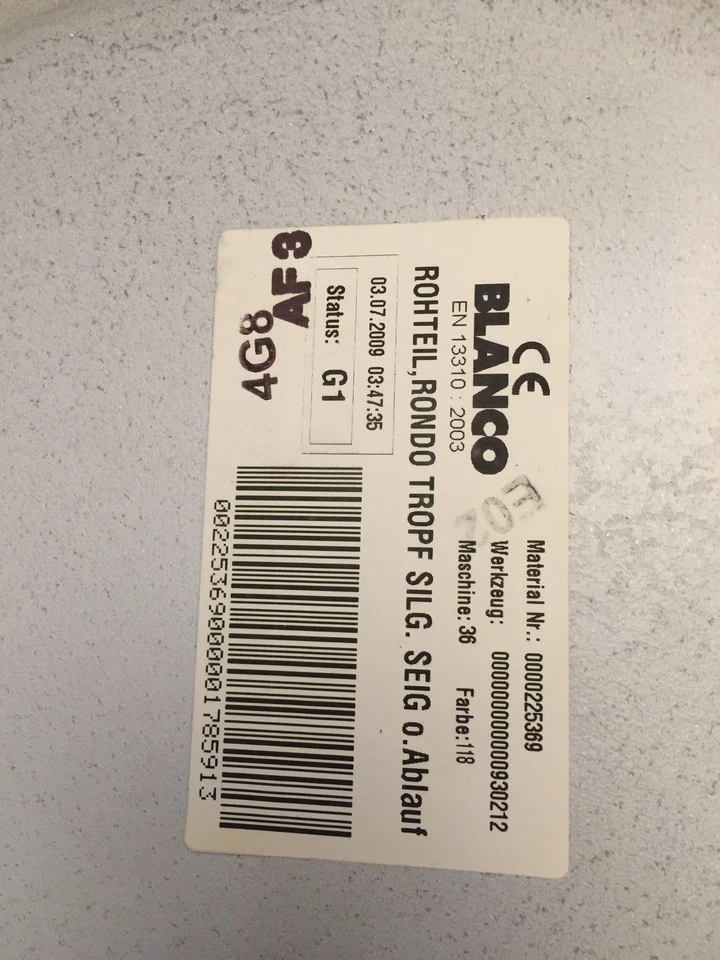 CE
BLANCO
EN 13310 : 2003
Material Nr.: 0000225369
Werkzeug: 000000000000930212
Maschine: 36 Farbe:118
ROHTEIL,RONDO TROPF SILG. SEIG o.Ablauf
03.07.2009 03:47:35
Status: G1
AF3
4G8
00225369000001785913